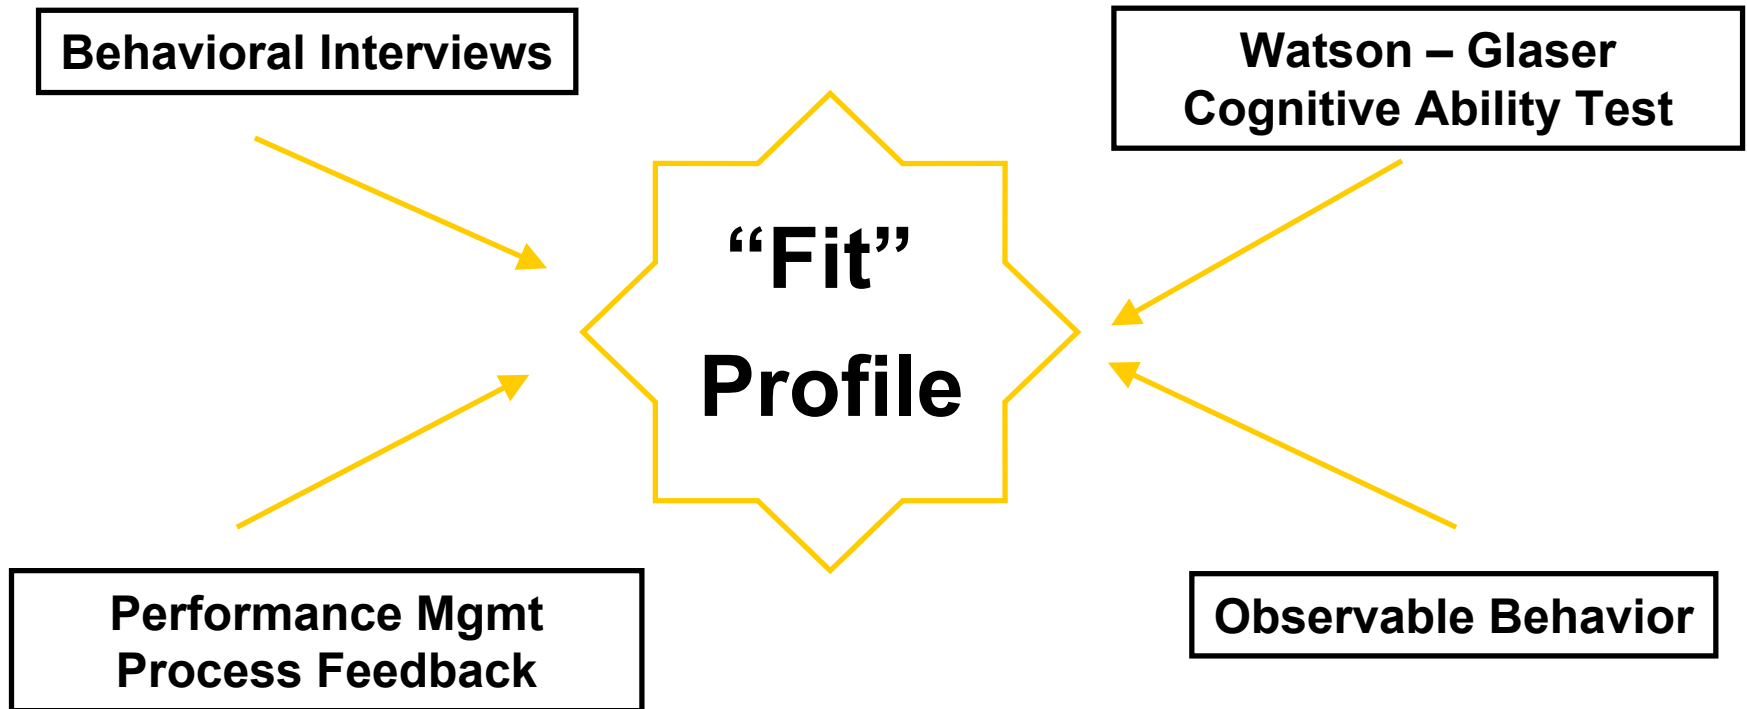 Behavioral Interviews
Watson – Glaser
Cognitive Ability Test
“Fit”
Profile
Performance Mgmt
Process Feedback
Observable Behavior